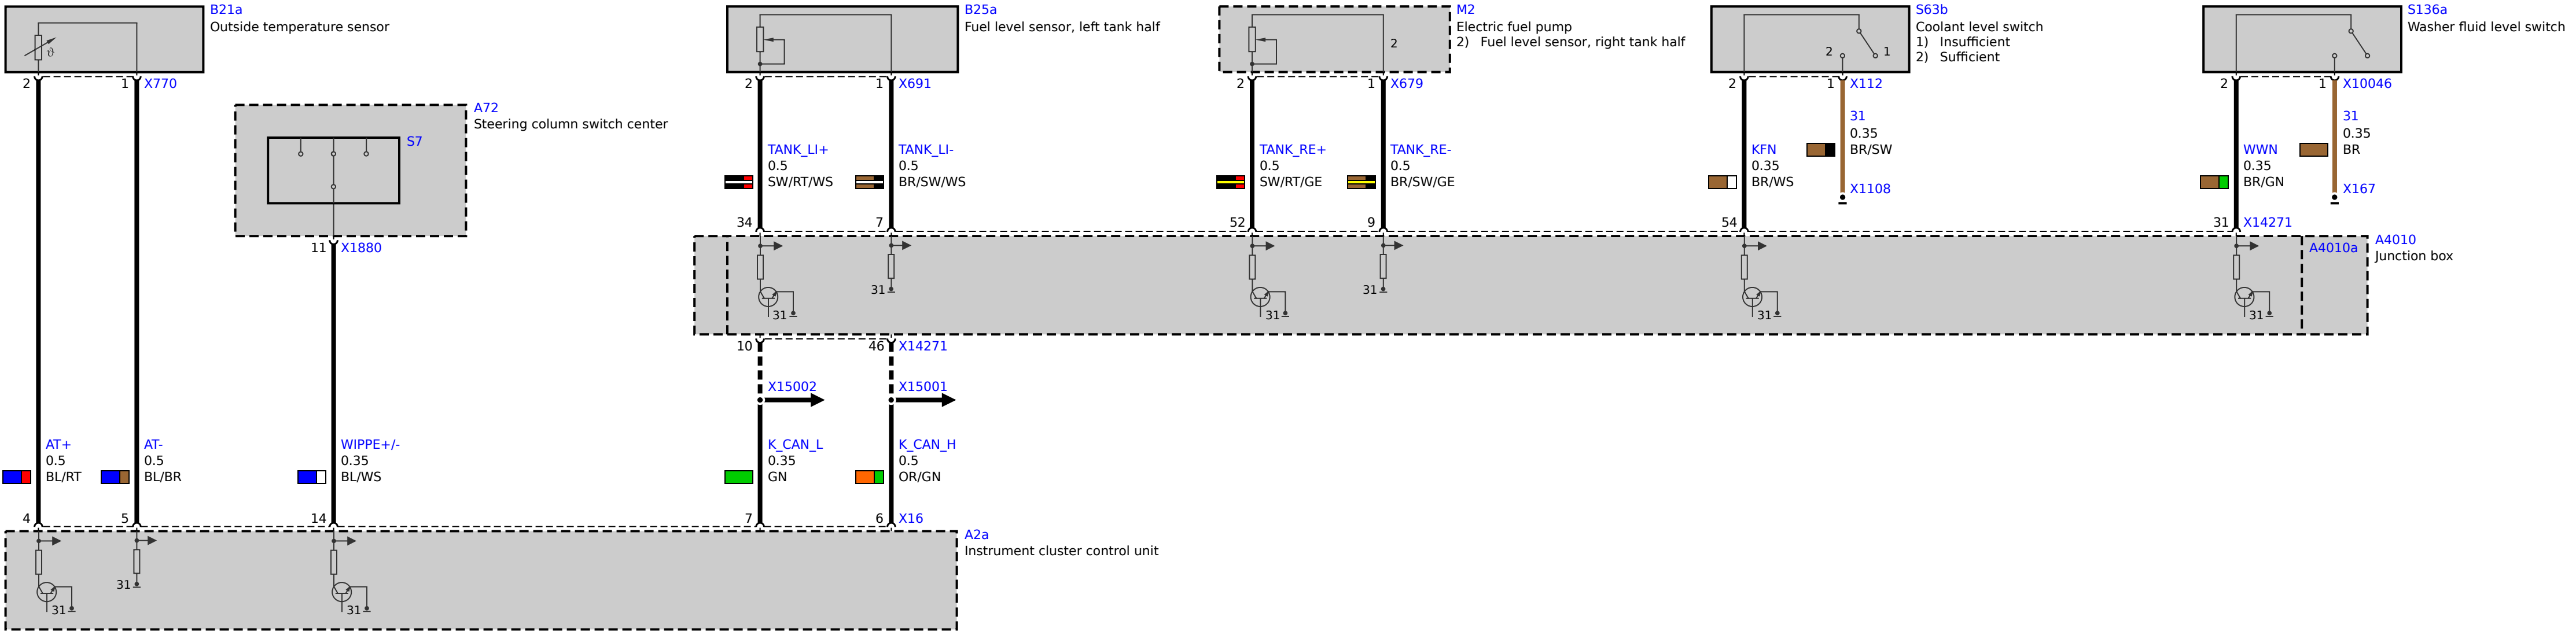 B21a
Outside temperature sensor
ϑ
2
1
X770
A72
Steering column switch center
S7
11
X1880
B25a
Fuel level sensor, left tank half
2
1
X691
M2
Electric fuel pump
2) Fuel level sensor, right tank half
2
2
1
X679
S63b
Coolant level switch
1) Insufficient
2) Sufficient
2
1
2
1
X112
S136a
Washer fluid level switch
2
1
X10046
TANK_LI+
0.5
SW/RT/WS
TANK_LI-
0.5
BR/SW/WS
TANK_RE+
0.5
SW/RT/GE
TANK_RE-
0.5
BR/SW/GE
KFN
0.35
BR/WS
31
0.35
BR/SW
X1108
WWN
0.35
BR/GN
31
0.35
BR
X167
34
7
52
9
54
31
X14271
A4010a
A4010
Junction box
31
31
31
31
31
31
10
46
X14271
X15002
X15001
AT+
0.5
BL/RT
AT-
0.5
BL/BR
WIPPE+/-
0.35
BL/WS
K_CAN_L
0.35
GN
K_CAN_H
0.5
OR/GN
4
5
14
7
6
X16
A2a
Instrument cluster control unit
31
31
31